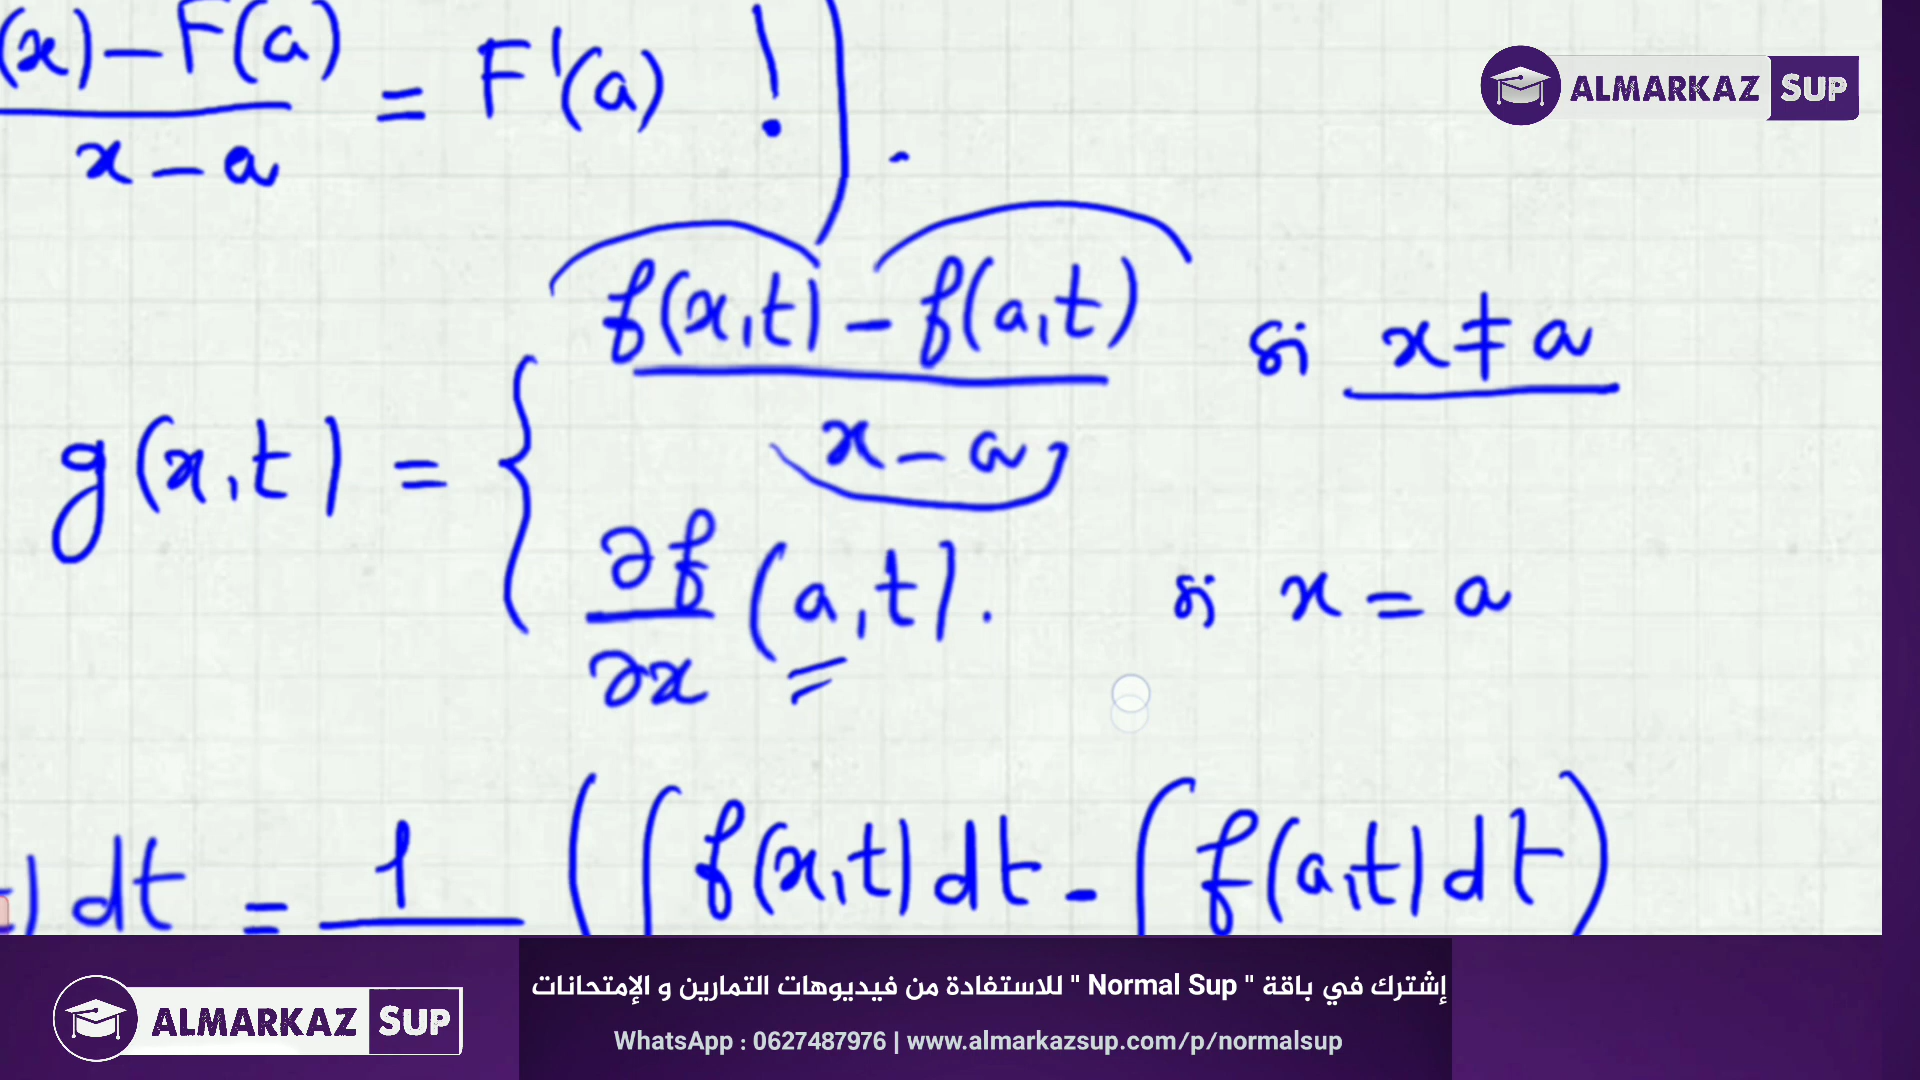 (x) - F(a)
x - a
= F'(a) ! ) .
ALMARKAZ SUP
g(x,t) = { f(x,t) - f(a,t) si x ≠ a
x - a
∂f (a,t). si x = a
∂x
) dt = 1 ( ∫ f(x,t) dt - ∫ f(a,t) dt )
ALMARKAZ SUP
إشترك في باقة " Normal Sup " للاستفادة من فيديوهات التمارين و الإمتحانات
WhatsApp : 0627487976 | www.almarkazsup.com/p/normalsup